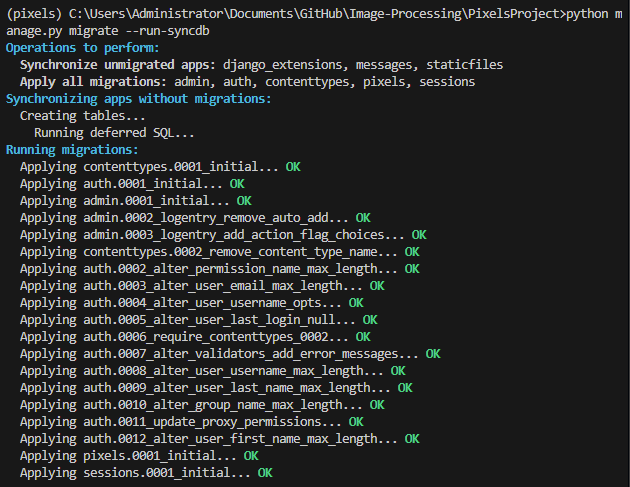 (pixels) C:\Users\Administrator\Documents\GitHub\Image-Processing\PixelsProject>python m
anage.py migrate --run-syncdb
Operations to perform:
  Synchronize unmigrated apps: django_extensions, messages, staticfiles
  Apply all migrations: admin, auth, contenttypes, pixels, sessions
Synchronizing apps without migrations:
  Creating tables...
    Running deferred SQL...
Running migrations:
  Applying contenttypes.0001_initial... OK
  Applying auth.0001_initial... OK
  Applying admin.0001_initial... OK
  Applying admin.0002_logentry_remove_auto_add... OK
  Applying admin.0003_logentry_add_action_flag_choices... OK
  Applying contenttypes.0002_remove_content_type_name... OK
  Applying auth.0002_alter_permission_name_max_length... OK
  Applying auth.0003_alter_user_email_max_length... OK
  Applying auth.0004_alter_user_username_opts... OK
  Applying auth.0005_alter_user_last_login_null... OK
  Applying auth.0006_require_contenttypes_0002... OK
  Applying auth.0007_alter_validators_add_error_messages... OK
  Applying auth.0008_alter_user_username_max_length... OK
  Applying auth.0009_alter_user_last_name_max_length... OK
  Applying auth.0010_alter_group_name_max_length... OK
  Applying auth.0011_update_proxy_permissions... OK
  Applying auth.0012_alter_user_first_name_max_length... OK
  Applying pixels.0001_initial... OK
  Applying sessions.0001_initial... OK